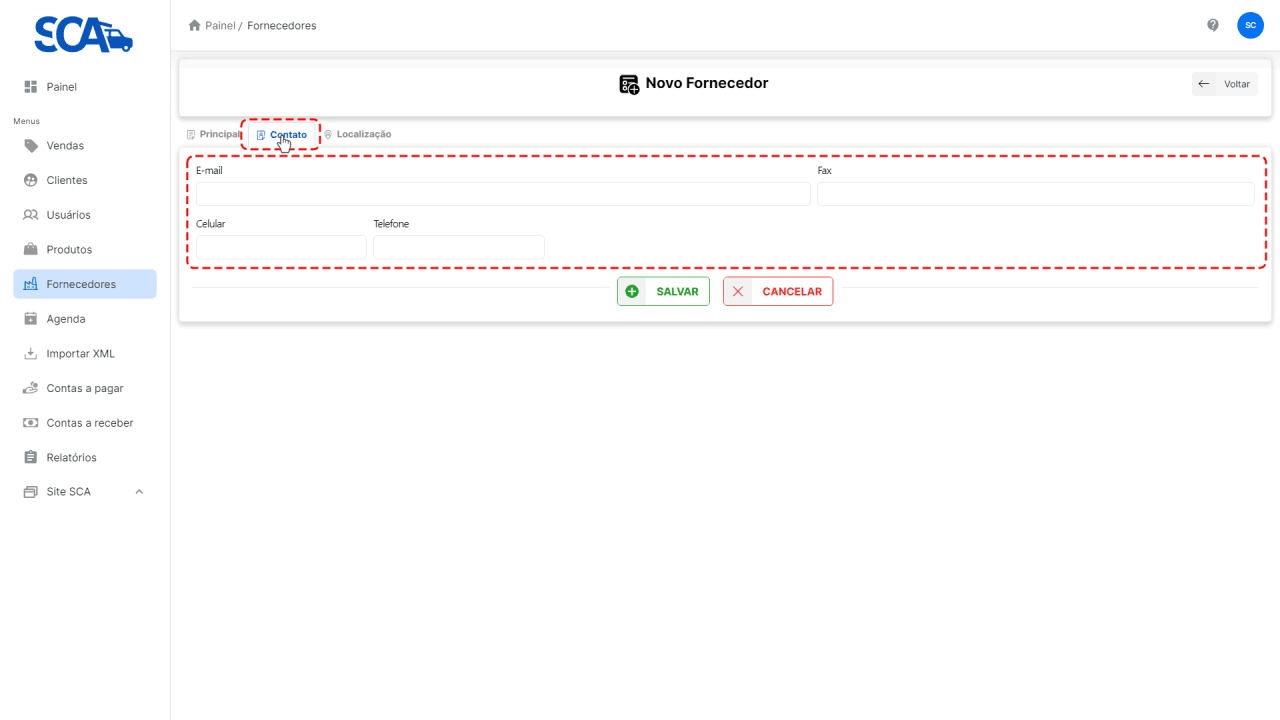 SCA
Painel / Fornecedores
SC
Painel
Novo Fornecedor
Voltar
Menus
Principal
Contato
Localização
Vendas
E-mail
Fax
Clientes
Usuários
Celular
Telefone
Produtos
Fornecedores
SALVAR
CANCELAR
Agenda
Importar XML
Contas a pagar
Contas a receber
Relatórios
Site SCA